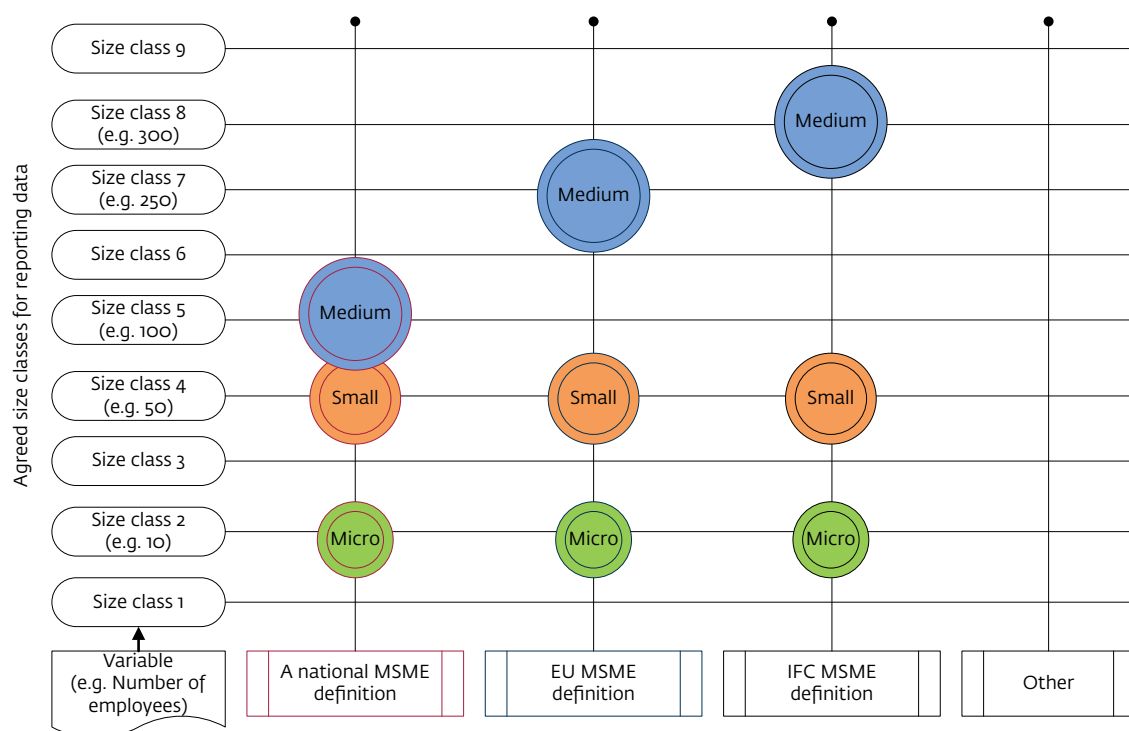 Agreed size classes for reporting data
Size class 9
Size class 8
(e.g. 300)
Medium
Size class 7
(e.g. 250)
Medium
Size class 6
Size class 5
(e.g. 100)
Medium
Size class 4
(e.g. 50)
Small
Small
Small
Size class 3
Size class 2
(e.g. 10)
Micro
Micro
Micro
Size class 1
Variable
(e.g. Number of
employees)
A national MSME
definition
EU MSME
definition
IFC MSME
definition
Other